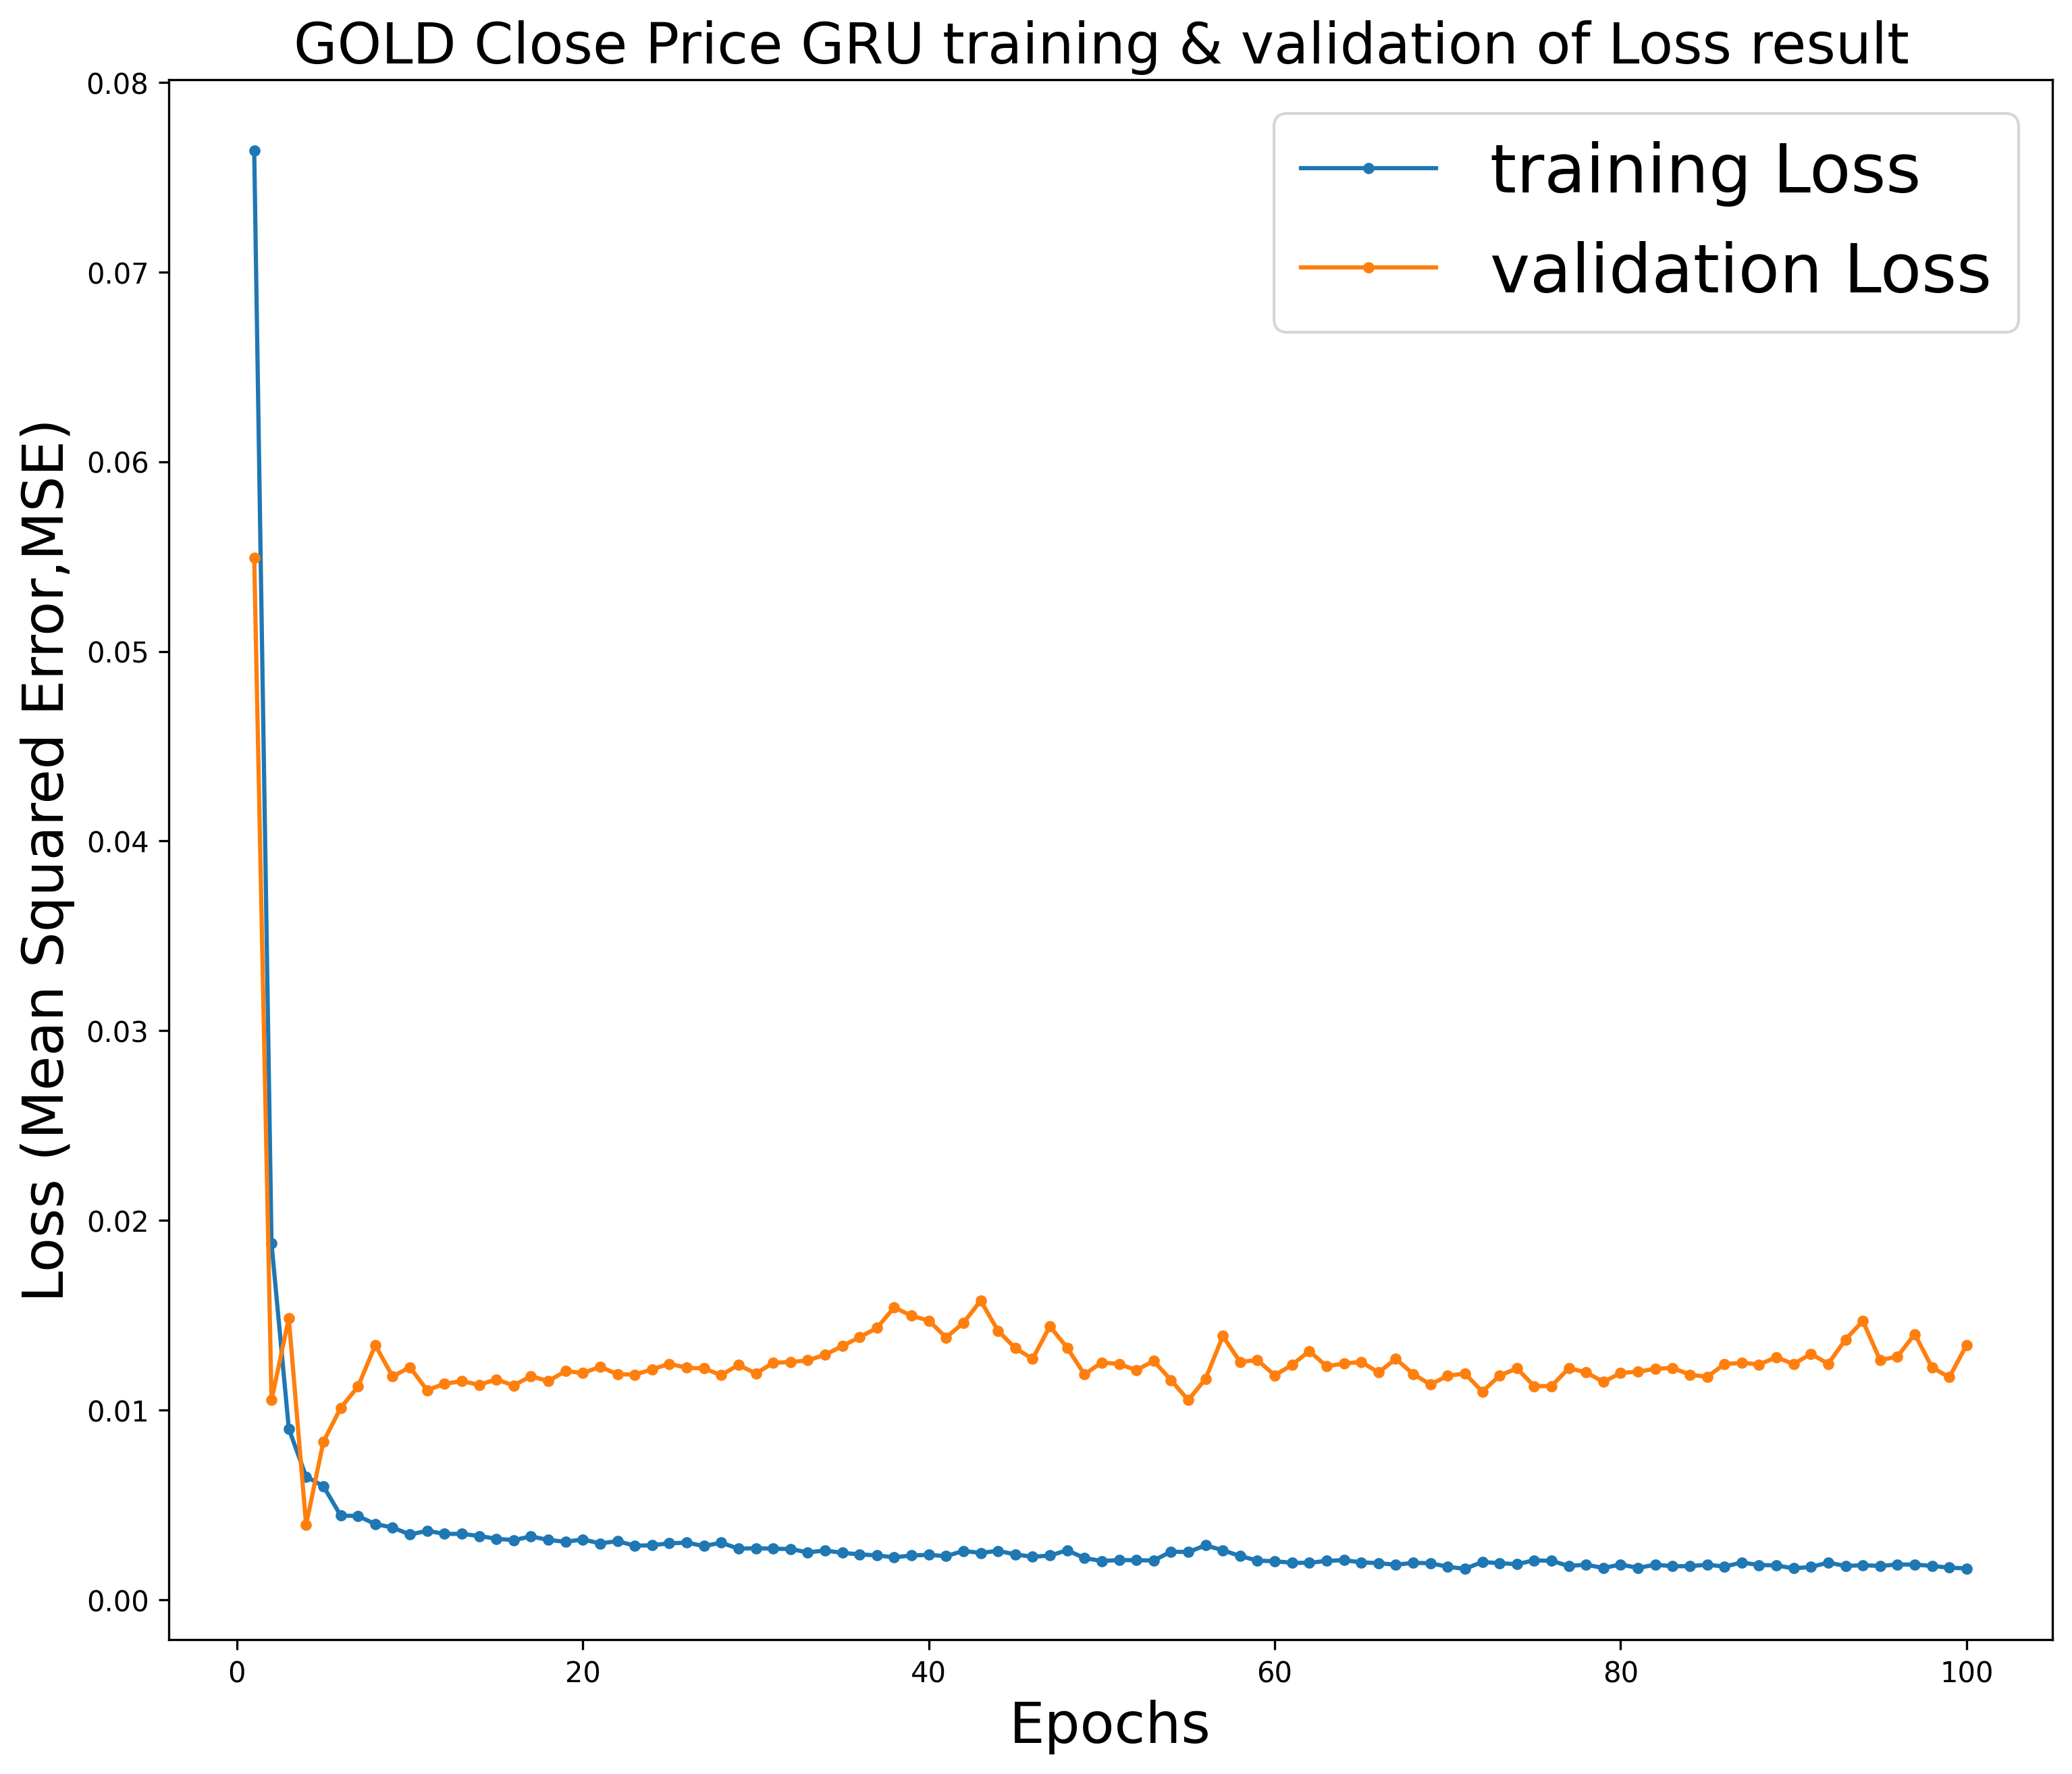 GOLD Close Price GRU training & validation of Loss result
training Loss
validation Loss
Loss (Mean Squared Error,MSE)
0.08
0.07
0.06
0.05
0.04
0.03
0.02
0.01
0.00
0 20 40 60 80 100
Epochs